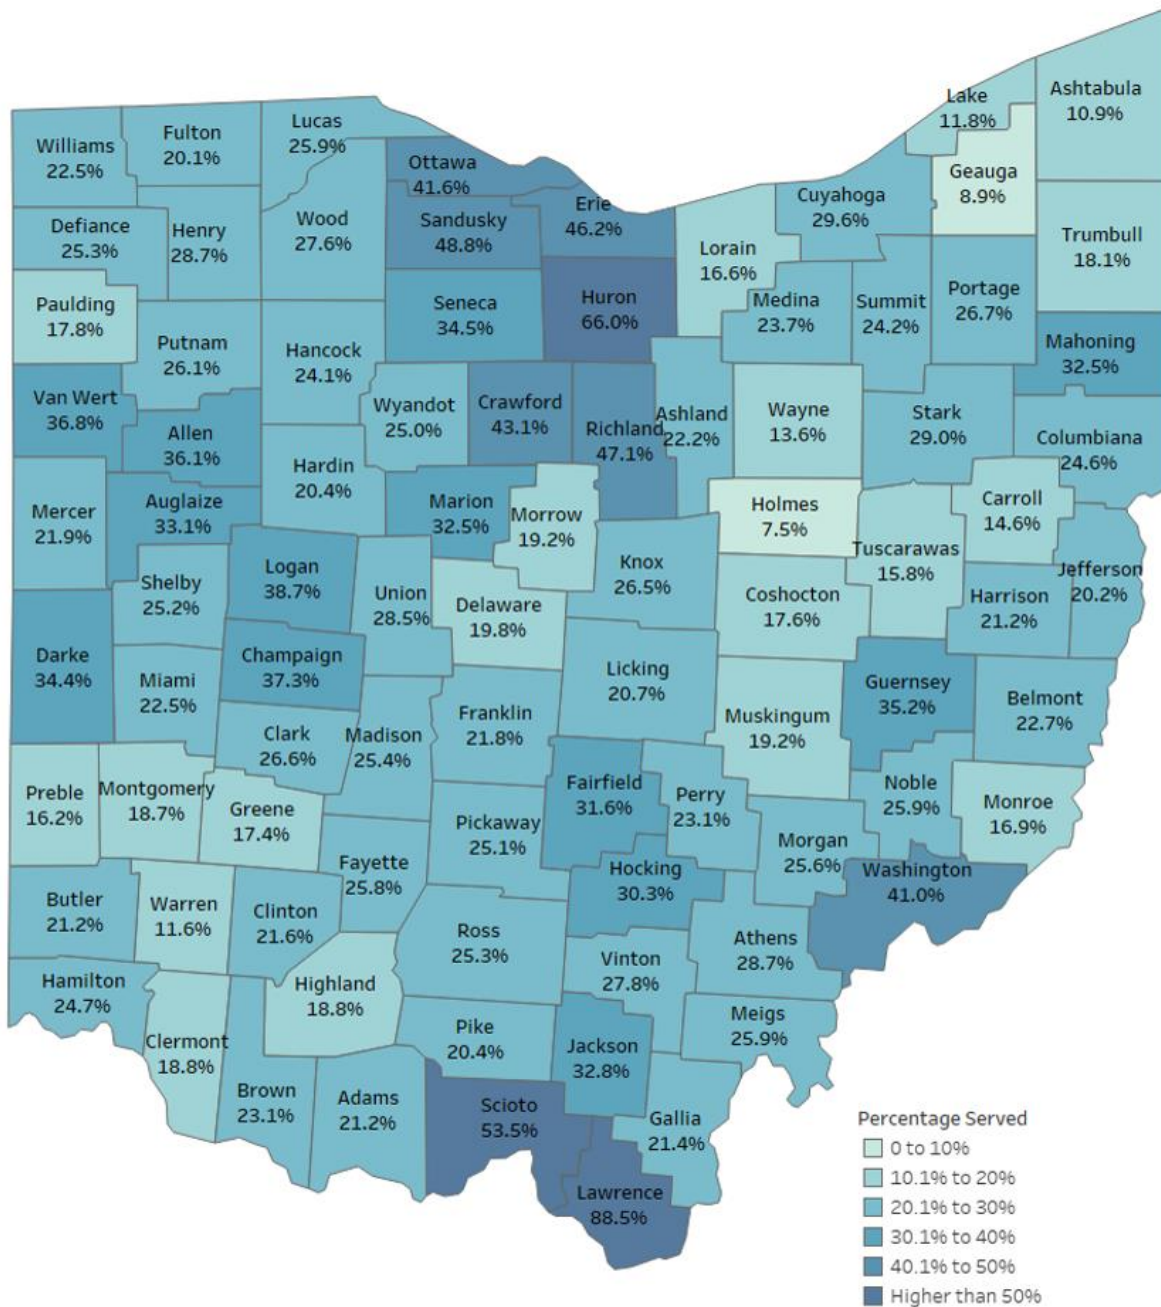 Lake
11.8%
Ashtabula
10.9%
Williams
22.5%
Fulton
20.1%
Lucas
25.9%
Ottawa
41.6%
Geauga
8.9%
Defiance
25.3%
Henry
28.7%
Wood
27.6%
Sandusky
48.8%
Erie
46.2%
Cuyahoga
29.6%
Lorain
16.6%
Trumbull
18.1%
Paulding
17.8%
Seneca
34.5%
Huron
66.0%
Medina
23.7%
Summit
24.2%
Portage
26.7%
Putnam
26.1%
Hancock
24.1%
Mahoning
32.5%
Van Wert
36.8%
Allen
36.1%
Wyandot
25.0%
Crawford
43.1%
Richland
47.1%
Ashland
22.2%
Wayne
13.6%
Stark
29.0%
Columbiana
24.6%
Mercer
21.9%
Auglaize
33.1%
Hardin
20.4%
Marion
32.5%
Morrow
19.2%
Holmes
7.5%
Carroll
14.6%
Tuscarawas
15.8%
Jefferson
20.2%
Shelby
25.2%
Logan
38.7%
Union
28.5%
Delaware
19.8%
Knox
26.5%
Coshocton
17.6%
Harrison
21.2%
Darke
34.4%
Miami
22.5%
Champaign
37.3%
Licking
20.7%
Guernsey
35.2%
Belmont
22.7%
Clark
26.6%
Madison
25.4%
Franklin
21.8%
Muskingum
19.2%
Preble
16.2%
Montgomery
18.7%
Greene
17.4%
Fairfield
31.6%
Perry
23.1%
Noble
25.9%
Monroe
16.9%
Pickaway
25.1%
Morgan
25.6%
Fayette
25.8%
Hocking
30.3%
Washington
41.0%
Butler
21.2%
Warren
11.6%
Clinton
21.6%
Ross
25.3%
Athens
28.7%
Vinton
27.8%
Hamilton
24.7%
Highland
18.8%
Meigs
25.9%
Clermont
18.8%
Pike
20.4%
Jackson
32.8%
Brown
23.1%
Adams
21.2%
Scioto
53.5%
Gallia
21.4%
Lawrence
88.5%
Percentage Served
0 to 10%
10.1% to 20%
20.1% to 30%
30.1% to 40%
40.1% to 50%
Higher than 50%